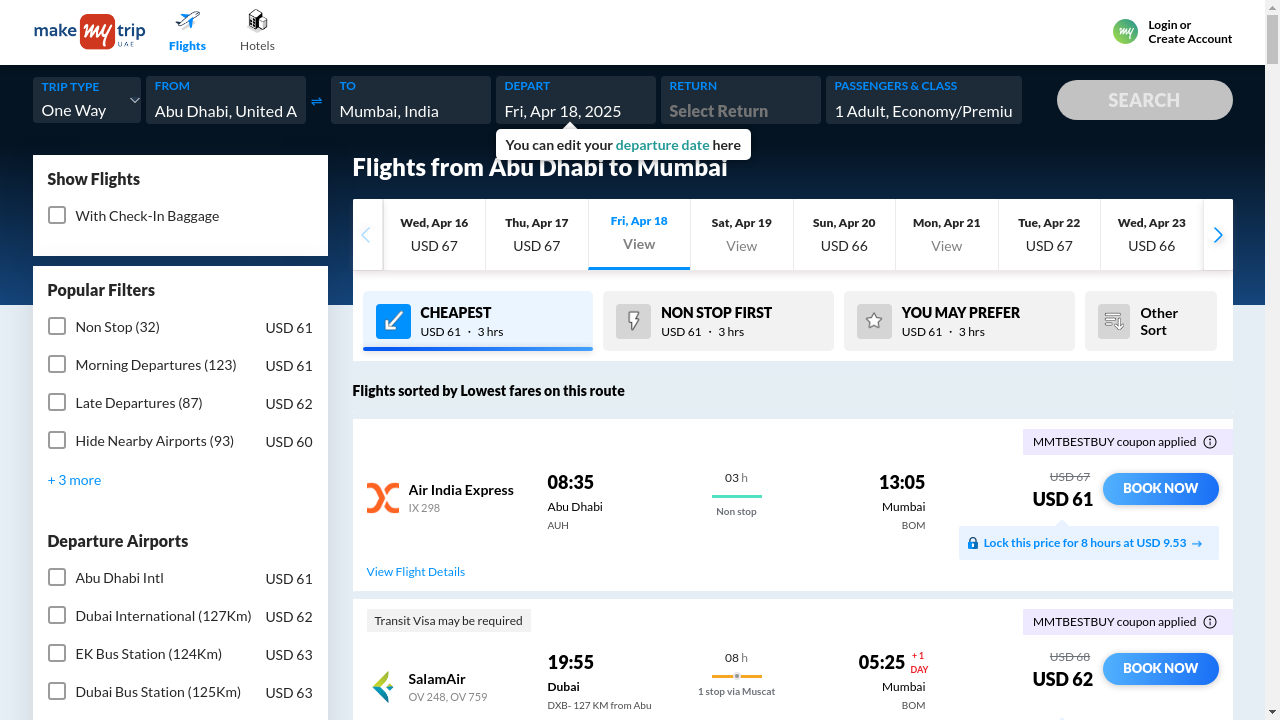 make my trip
UAE
Flights
Hotels
Login or
Create Account
TRIP TYPE
One Way
FROM
Abu Dhabi, United A
TO
Mumbai, India
DEPART
Fri, Apr 18, 2025
RETURN
Select Return
PASSENGERS & CLASS
1 Adult, Economy/Premiu
SEARCH
You can edit your departure date here
Flights from Abu Dhabi to Mumbai
Show Flights
With Check-In Baggage
Popular Filters
Non Stop (32) USD 61
Morning Departures (123) USD 61
Late Departures (87) USD 62
Hide Nearby Airports (93) USD 60
+ 3 more
Departure Airports
Abu Dhabi Intl USD 61
Dubai International (127Km) USD 62
EK Bus Station (124Km) USD 63
Dubai Bus Station (125Km) USD 63
Wed, Apr 16
USD 67
Thu, Apr 17
USD 67
Fri, Apr 18
View
Sat, Apr 19
View
Sun, Apr 20
USD 66
Mon, Apr 21
View
Tue, Apr 22
USD 67
Wed, Apr 23
USD 66
CHEAPEST
USD 61 · 3 hrs
NON STOP FIRST
USD 61 · 3 hrs
YOU MAY PREFER
USD 61 · 3 hrs
Other
Sort
Flights sorted by Lowest fares on this route
MMTBESTBUY coupon applied
Air India Express
IX 298
08:35
Abu Dhabi
AUH
03 h
Non stop
13:05
Mumbai
BOM
USD 67
USD 61
BOOK NOW
Lock this price for 8 hours at USD 9.53 →
View Flight Details
Transit Visa may be required
MMTBESTBUY coupon applied
SalamAir
OV 248, OV 759
19:55
Dubai
DXB- 127 KM from Abu
08 h
1 stop via Muscat
05:25 +1 DAY
Mumbai
BOM
USD 68
USD 62
BOOK NOW